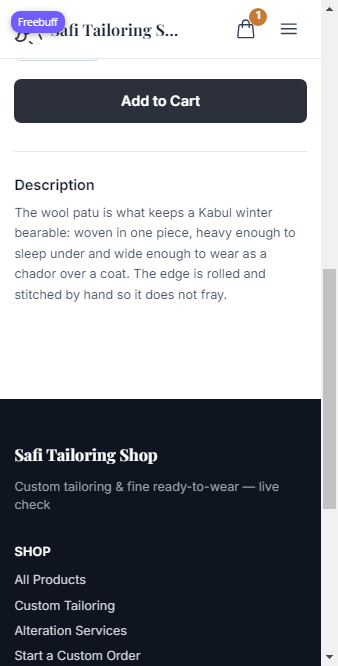 Freebuff
Safi Tailoring S...
1
Add to Cart
Description
The wool patu is what keeps a Kabul winter
bearable: woven in one piece, heavy enough to
sleep under and wide enough to wear as a
chador over a coat. The edge is rolled and
stitched by hand so it does not fray.
Safi Tailoring Shop
Custom tailoring & fine ready-to-wear — live
check
SHOP
All Products
Custom Tailoring
Alteration Services
Start a Custom Order